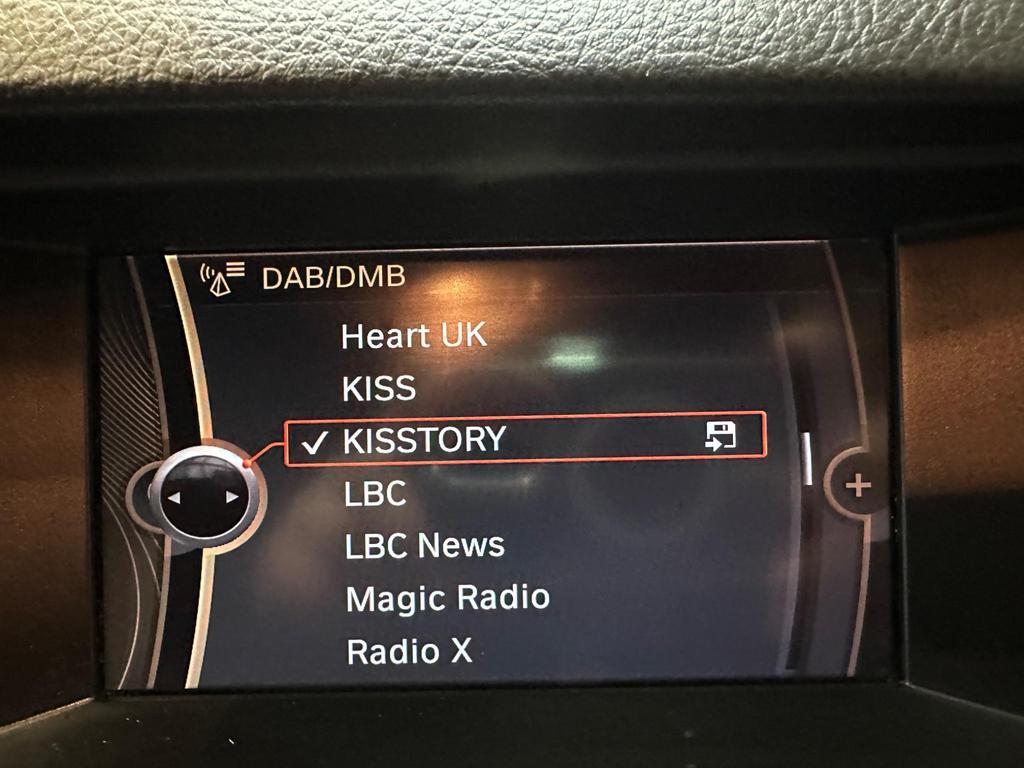 DAB/DMB
Heart UK
KISS
✓ KISSTORY
LBC
LBC News
Magic Radio
Radio X